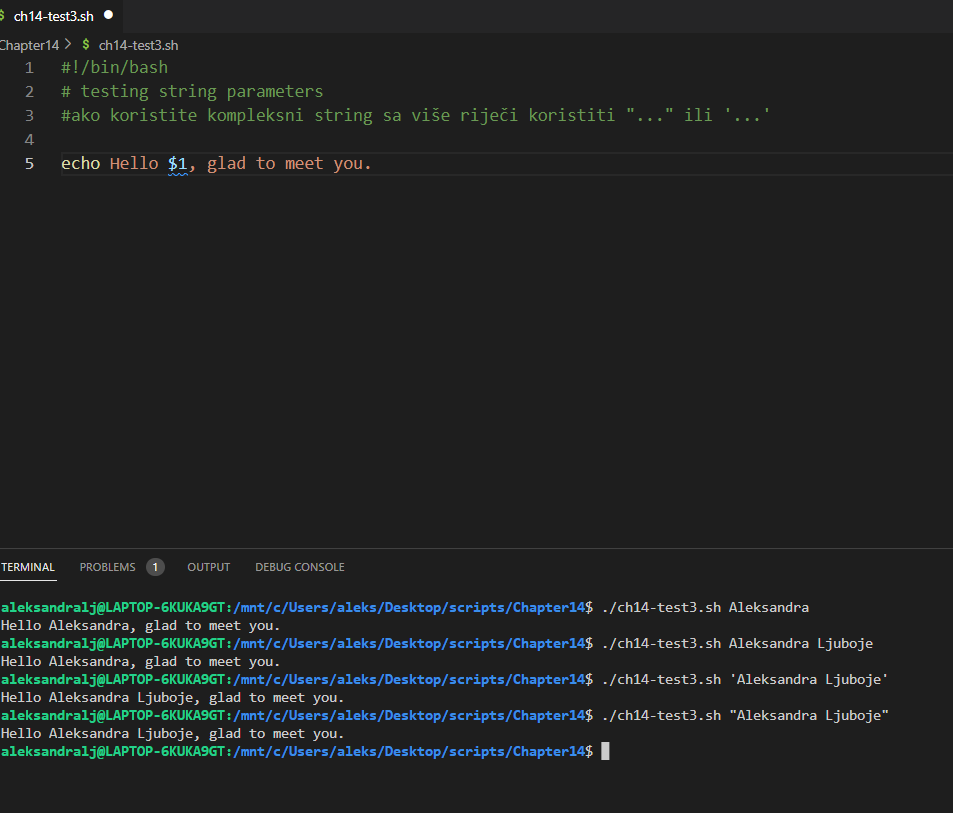 $ ch14-test3.sh
Chapter14 > $ ch14-test3.sh
1 #!/bin/bash
2 # testing string parameters
3 #ako koristite kompleksni string sa više riječi koristiti "..." ili '...'
4
5 echo Hello $1, glad to meet you.
TERMINAL PROBLEMS 1 OUTPUT DEBUG CONSOLE
aleksandralj@LAPTOP-6KUKA9GT:/mnt/c/Users/aleks/Desktop/scripts/Chapter14$ ./ch14-test3.sh Aleksandra
Hello Aleksandra, glad to meet you.
aleksandralj@LAPTOP-6KUKA9GT:/mnt/c/Users/aleks/Desktop/scripts/Chapter14$ ./ch14-test3.sh Aleksandra Ljuboje
Hello Aleksandra, glad to meet you.
aleksandralj@LAPTOP-6KUKA9GT:/mnt/c/Users/aleks/Desktop/scripts/Chapter14$ ./ch14-test3.sh 'Aleksandra Ljuboje'
Hello Aleksandra Ljuboje, glad to meet you.
aleksandralj@LAPTOP-6KUKA9GT:/mnt/c/Users/aleks/Desktop/scripts/Chapter14$ ./ch14-test3.sh "Aleksandra Ljuboje"
Hello Aleksandra Ljuboje, glad to meet you.
aleksandralj@LAPTOP-6KUKA9GT:/mnt/c/Users/aleks/Desktop/scripts/Chapter14$